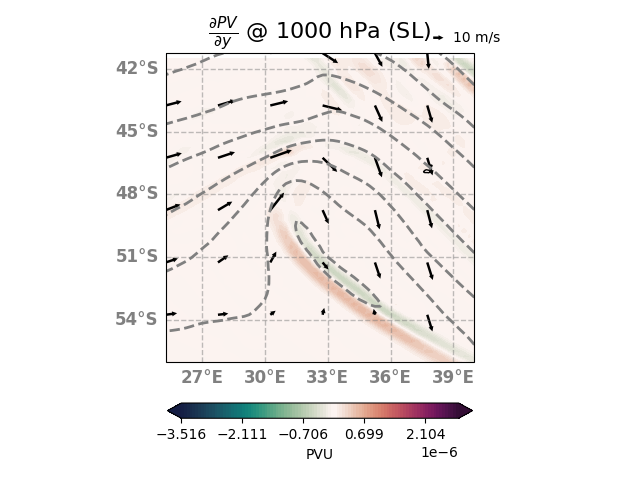 ∂PV/∂y @ 1000 hPa (SL)
10 m/s
42°S
45°S
48°S
51°S
54°S
27°E 30°E 33°E 36°E 39°E
−3.516 −2.111 −0.706 0.699 2.104
1e−6
PVU